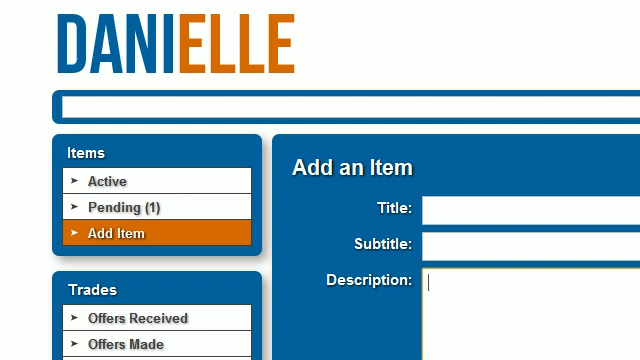 DANIELLE
Items
Active
Pending (1)
Add Item
Trades
Offers Received
Offers Made
Add an Item
Title:
Subtitle:
Description: